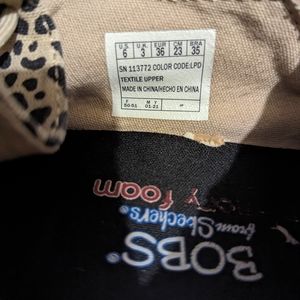 US UK EUR CM BRA
6 3 36 23 35
SN 113772 COLOR CODE:LPD
TEXTILE UPPER
MADE IN CHINA/HECHO EN CHINA
foam
from Skechers®
BOBS